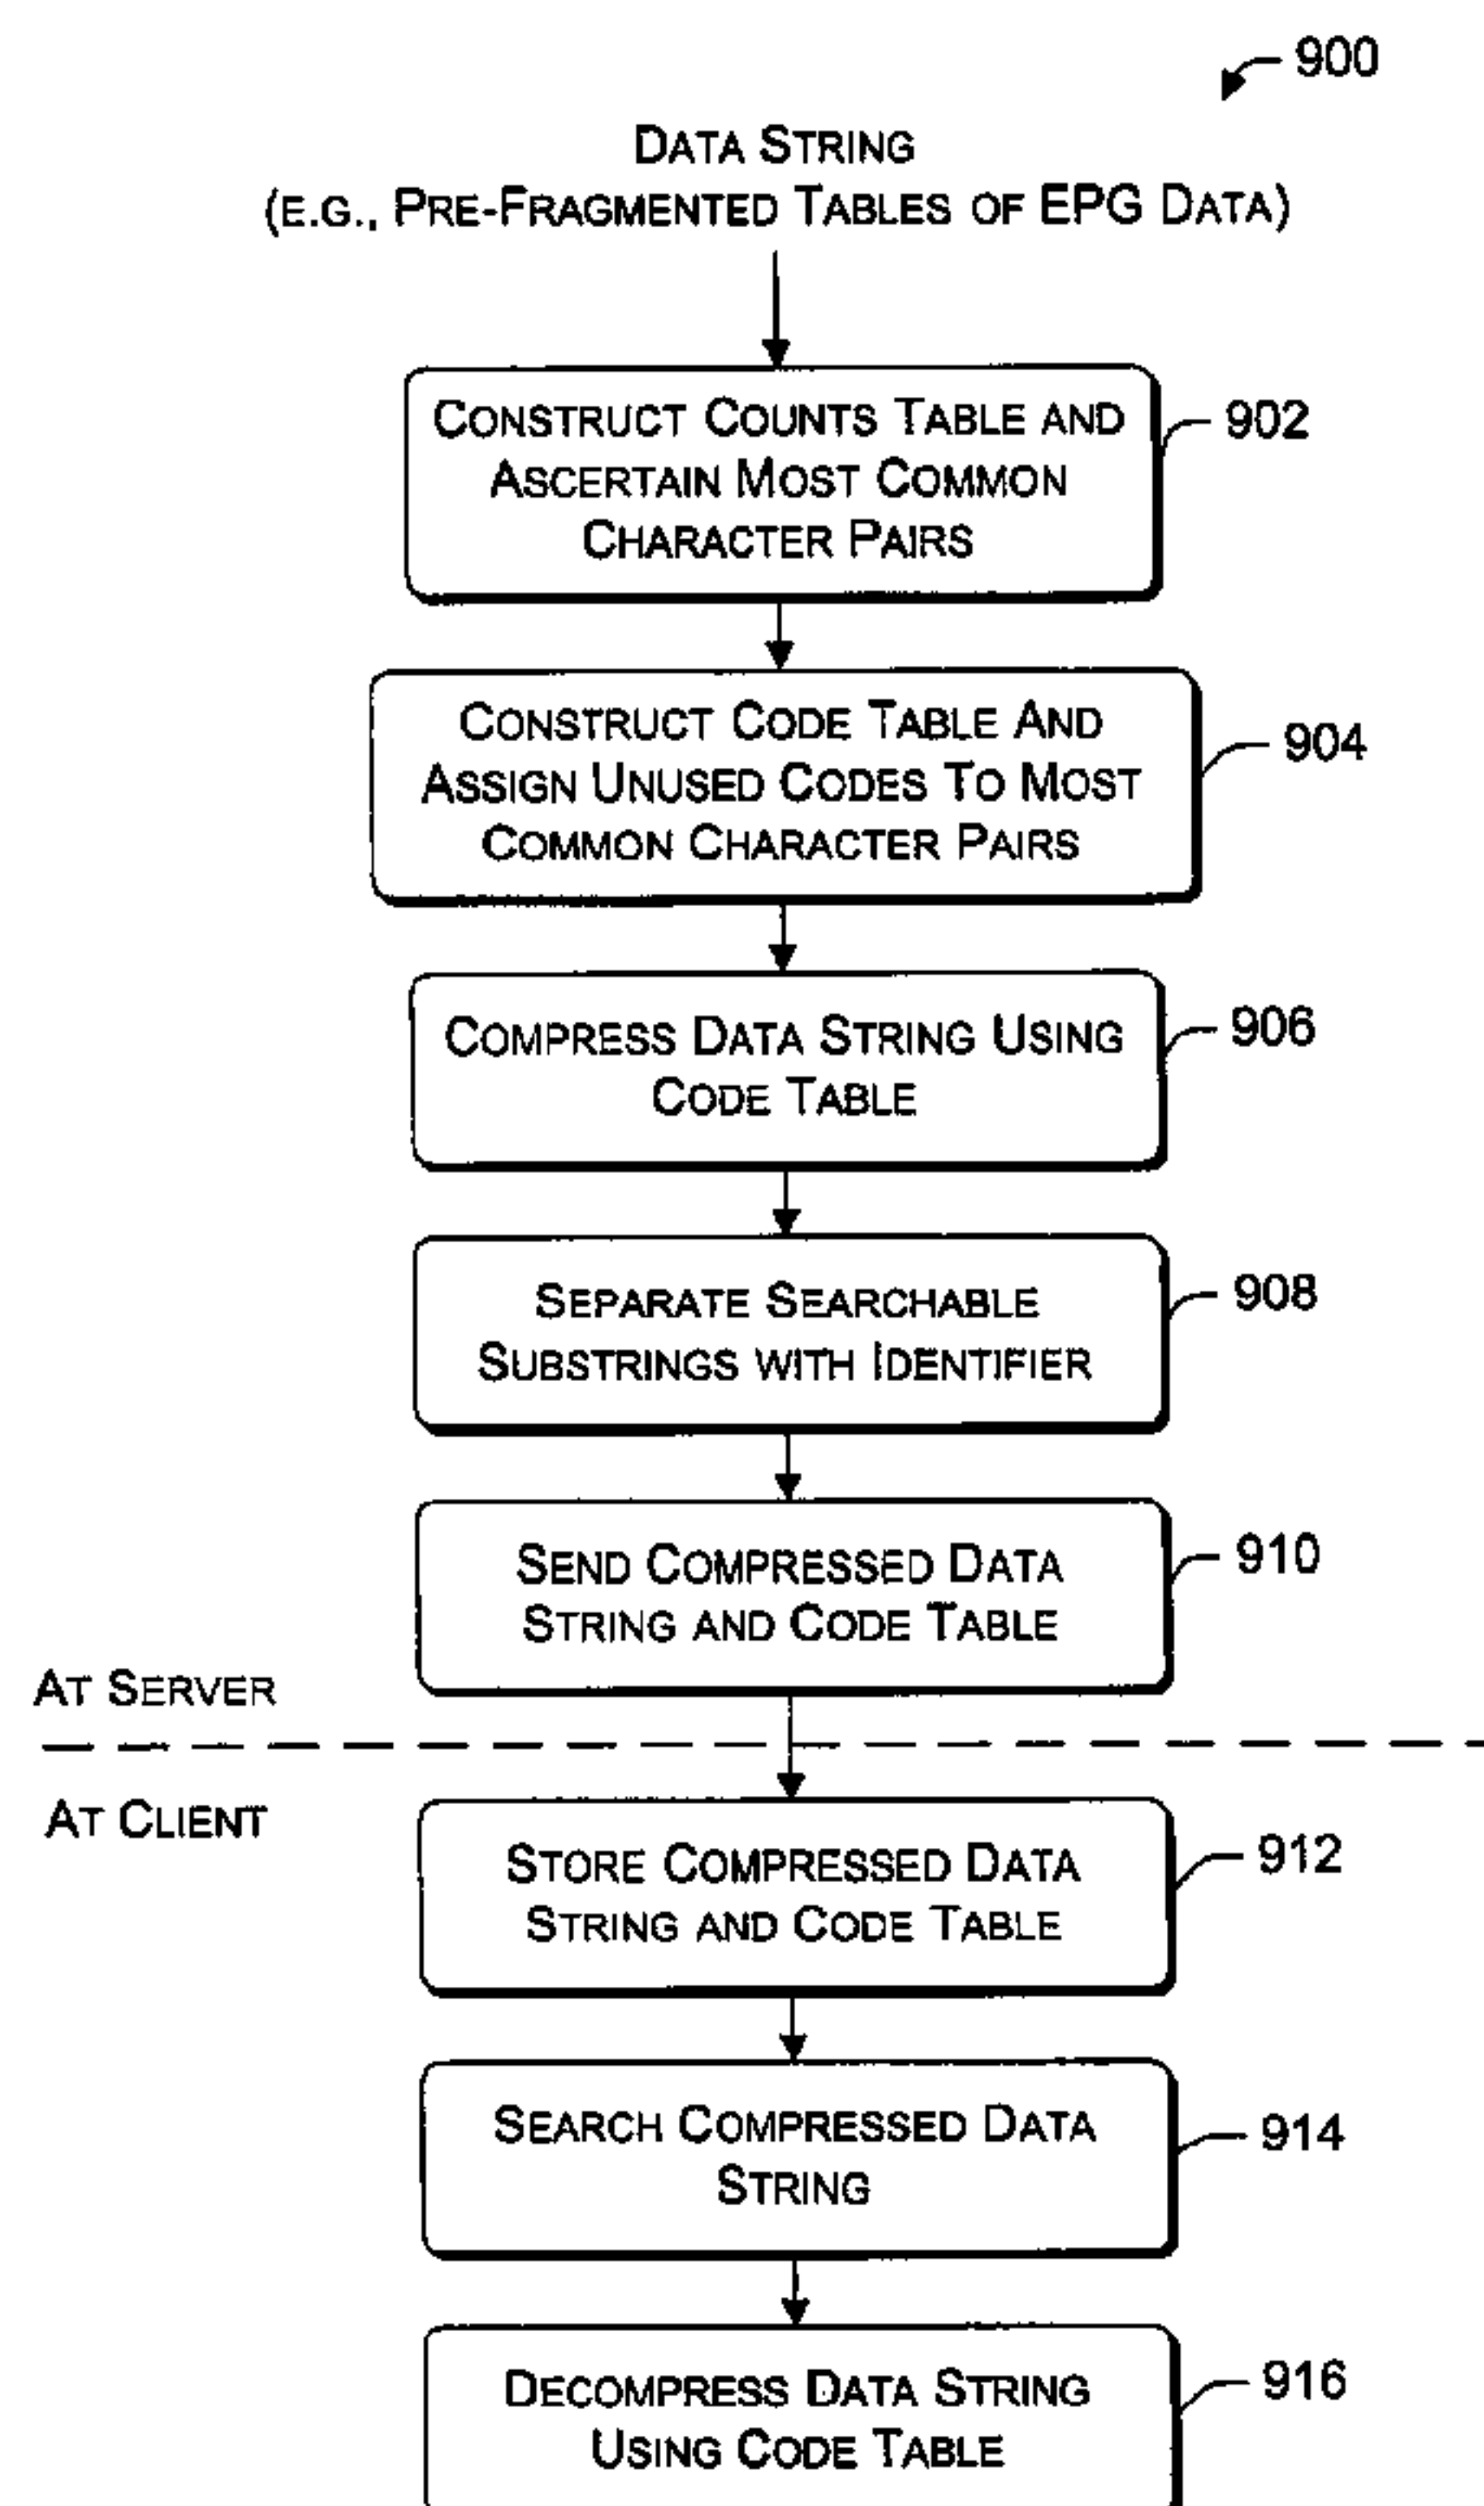 900
DATA STRING
(E.G., PRE-FRAGMENTED TABLES OF EPG DATA)
CONSTRUCT COUNTS TABLE AND
ASCERTAIN MOST COMMON
CHARACTER PAIRS
902
CONSTRUCT CODE TABLE AND
ASSIGN UNUSED CODES TO MOST
COMMON CHARACTER PAIRS
904
COMPRESS DATA STRING USING
CODE TABLE
906
SEPARATE SEARCHABLE
SUBSTRINGS WITH IDENTIFIER
908
SEND COMPRESSED DATA
STRING AND CODE TABLE
910
AT SERVER
AT CLIENT
STORE COMPRESSED DATA
STRING AND CODE TABLE
912
SEARCH COMPRESSED DATA
STRING
914
DECOMPRESS DATA STRING
USING CODE TABLE
916